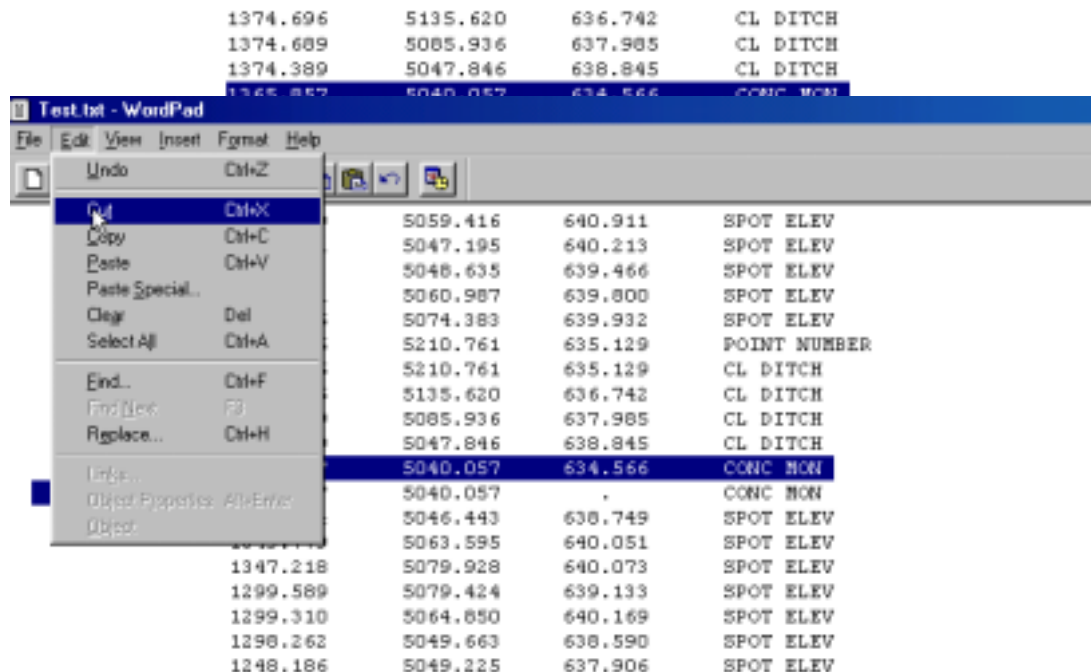 1374.696 5135.620 636.742 CL DITCH
1374.689 5085.936 637.985 CL DITCH
1374.389 5047.846 638.845 CL DITCH
1365.857 5040.057 634.566 CONC MON
Test.txt - WordPad
File Edit View Insert Format Help
Undo Ctrl+Z
Cut Ctrl+X
5059.416 640.911 SPOT ELEV
Copy Ctrl+C
5047.195 640.213 SPOT ELEV
Paste Ctrl+V
5048.635 639.466 SPOT ELEV
Paste Special...
5060.987 639.800 SPOT ELEV
Clear Del
5074.383 639.932 SPOT ELEV
Select All Ctrl+A
5210.761 635.129 POINT NUMBER
5210.761 635.129 CL DITCH
Find... Ctrl+F
5135.620 636.742 CL DITCH
Find Next F3
5085.936 637.985 CL DITCH
Replace... Ctrl+H
5047.846 638.845 CL DITCH
5040.057 634.566 CONC MON
Links...
5040.057 . CONC MON
Object Properties Alt+Enter
5046.443 638.749 SPOT ELEV
Object
5063.595 640.051 SPOT ELEV
1347.218 5079.928 640.073 SPOT ELEV
1299.589 5079.424 639.133 SPOT ELEV
1299.310 5064.850 640.169 SPOT ELEV
1298.262 5049.663 638.590 SPOT ELEV
1248.186 5049.225 637.906 SPOT ELEV